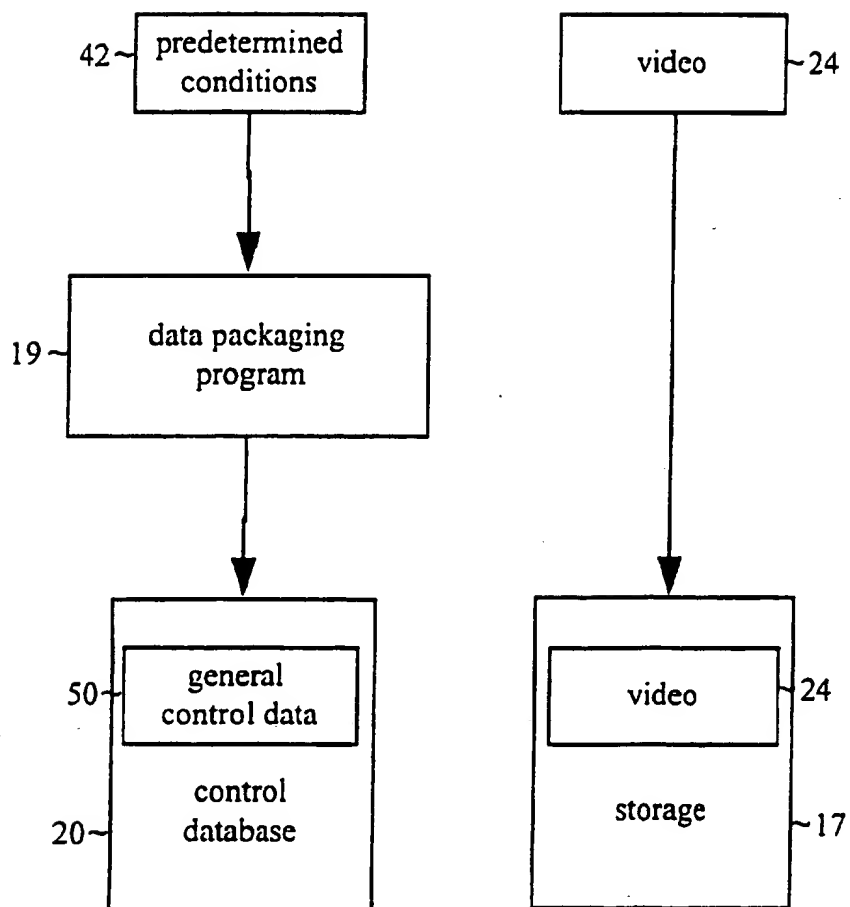 42 predetermined conditions
video 24
19 data packaging program
50 general control data
20 control database
video 24
storage 17